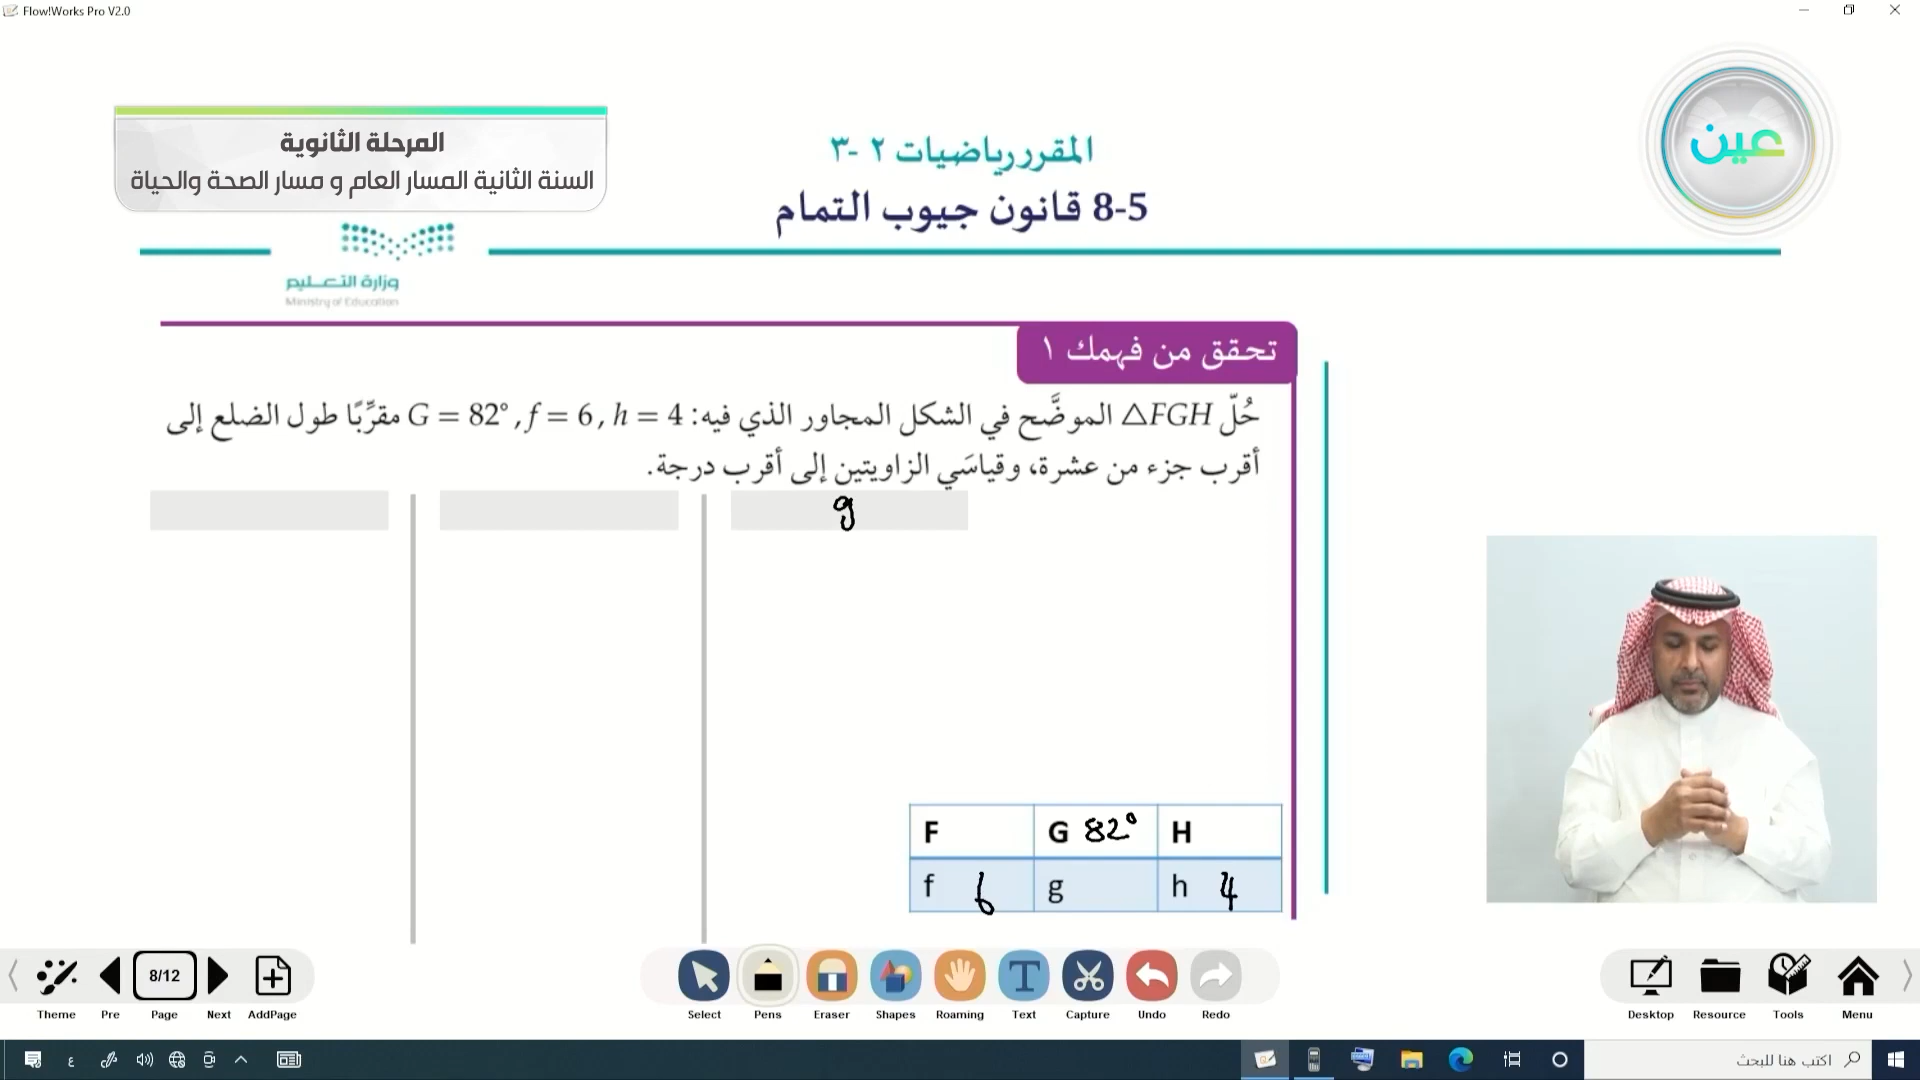 Flow!Works Pro V2.0
عين
المرحلة الثانوية
السنة الثانية المسار العام و مسار الصحة والحياة
المقرر رياضيات ٢ -٣
8-5 قانون جيوب التمام
وزارة التعليم
Ministry of Education
تحقق من فهمك ١
حُلّ △FGH الموضَّح في الشكل المجاور الذي فيه: G = 82°, f = 6, h = 4 مقرِّبًا طول الضلع إلى
أقرب جزء من عشرة، وقياسَي الزاويتين إلى أقرب درجة.
g
F G 82° H
f 6 g h 4
8/12
Theme Pre Page Next AddPage
Select Pens Eraser Shapes Roaming Text Capture Undo Redo
Desktop Resource Tools Menu
ع
اكتب هنا للبحث